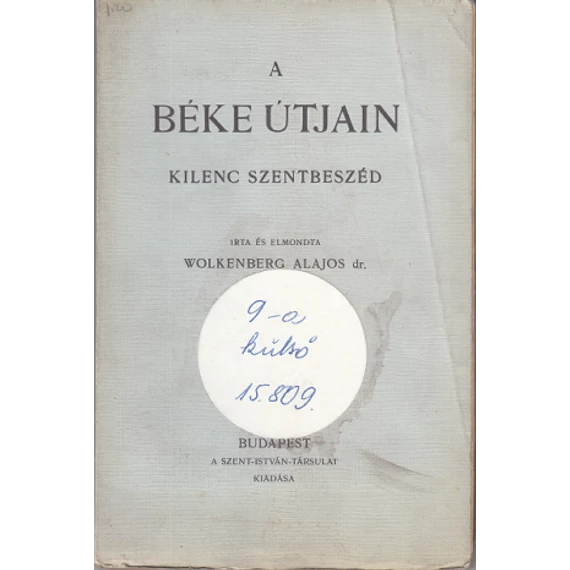 A
BÉKE ÚTJAIN
KILENC SZENTBESZÉD
IRTA ÉS ELMONDTA
WOLKENBERG ALAJOS dr.
9-a
külső
15.809.
BUDAPEST
A SZENT-ISTVÁN-TÁRSULAT
KIADÁSA